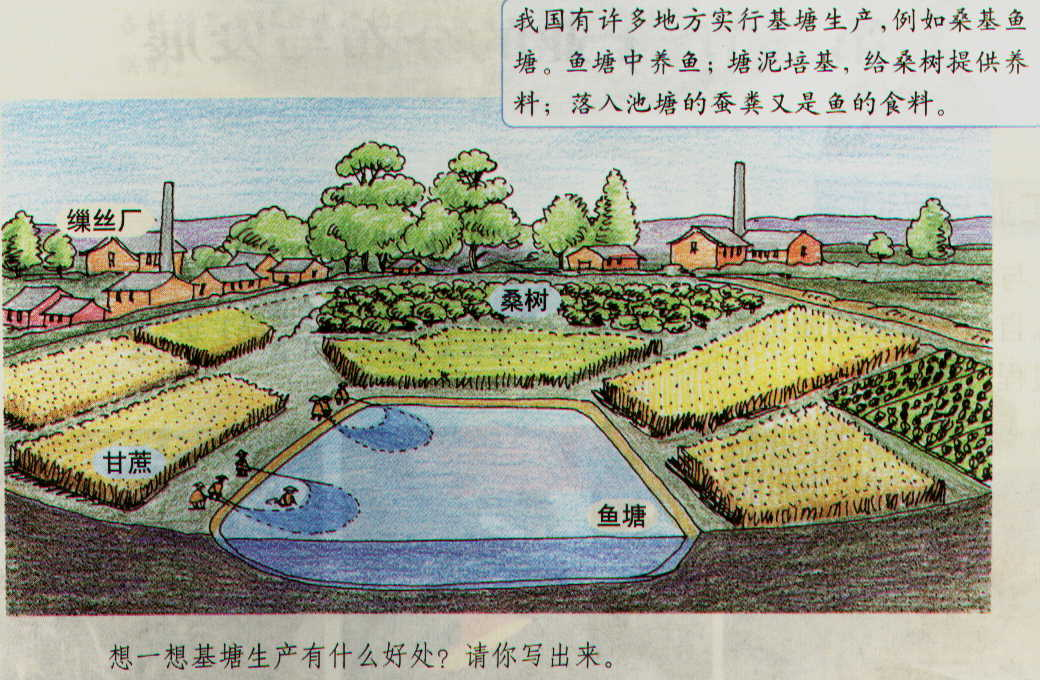 我国有许多地方实行基塘生产,例如桑基鱼
塘。鱼塘中养鱼；塘泥培基，给桑树提供养
料；落入池塘的蚕粪又是鱼的食料。
缫丝厂
桑树
甘蔗
鱼塘
想一想基塘生产有什么好处？请你写出来。